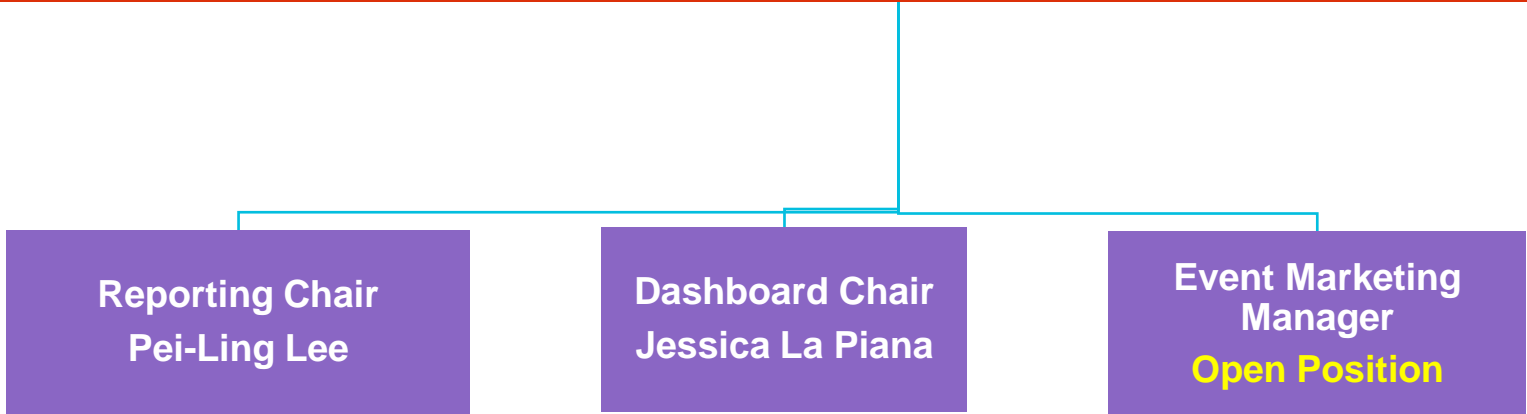 Reporting Chair
Pei-Ling Lee
Dashboard Chair
Jessica La Piana
Event Marketing
Manager
Open Position